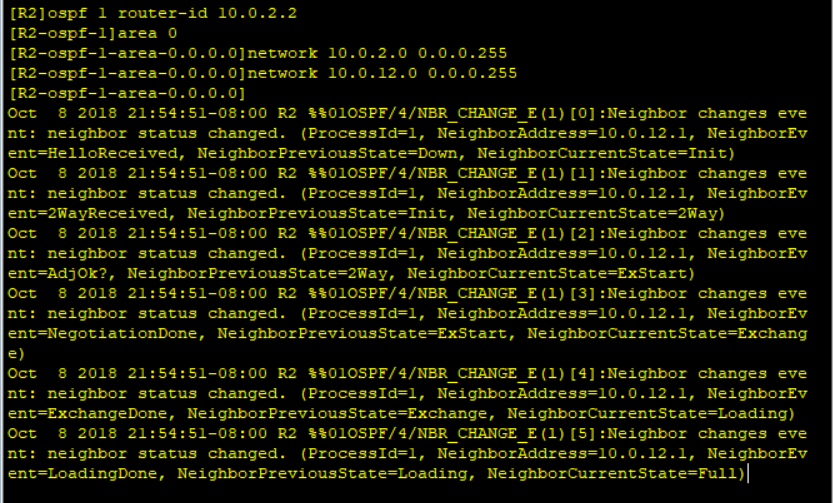 [R2]ospf 1 router-id 10.0.2.2
[R2-ospf-1]area 0
[R2-ospf-1-area-0.0.0.0]network 10.0.2.0 0.0.0.255
[R2-ospf-1-area-0.0.0.0]network 10.0.12.0 0.0.0.255
[R2-ospf-1-area-0.0.0.0]
Oct  8 2018 21:54:51-08:00 R2 %%01OSPF/4/NBR_CHANGE_E(l)[0]:Neighbor changes eve
nt: neighbor status changed. (ProcessId=1, NeighborAddress=10.0.12.1, NeighborEv
ent=HelloReceived, NeighborPreviousState=Down, NeighborCurrentState=Init)
Oct  8 2018 21:54:51-08:00 R2 %%01OSPF/4/NBR_CHANGE_E(l)[1]:Neighbor changes eve
nt: neighbor status changed. (ProcessId=1, NeighborAddress=10.0.12.1, NeighborEv
ent=2WayReceived, NeighborPreviousState=Init, NeighborCurrentState=2Way)
Oct  8 2018 21:54:51-08:00 R2 %%01OSPF/4/NBR_CHANGE_E(l)[2]:Neighbor changes eve
nt: neighbor status changed. (ProcessId=1, NeighborAddress=10.0.12.1, NeighborEv
ent=AdjOk?, NeighborPreviousState=2Way, NeighborCurrentState=ExStart)
Oct  8 2018 21:54:51-08:00 R2 %%01OSPF/4/NBR_CHANGE_E(l)[3]:Neighbor changes eve
nt: neighbor status changed. (ProcessId=1, NeighborAddress=10.0.12.1, NeighborEv
ent=NegotiationDone, NeighborPreviousState=ExStart, NeighborCurrentState=Exchang
e)
Oct  8 2018 21:54:51-08:00 R2 %%01OSPF/4/NBR_CHANGE_E(l)[4]:Neighbor changes eve
nt: neighbor status changed. (ProcessId=1, NeighborAddress=10.0.12.1, NeighborEv
ent=ExchangeDone, NeighborPreviousState=Exchange, NeighborCurrentState=Loading)
Oct  8 2018 21:54:51-08:00 R2 %%01OSPF/4/NBR_CHANGE_E(l)[5]:Neighbor changes eve
nt: neighbor status changed. (ProcessId=1, NeighborAddress=10.0.12.1, NeighborEv
ent=LoadingDone, NeighborPreviousState=Loading, NeighborCurrentState=Full)